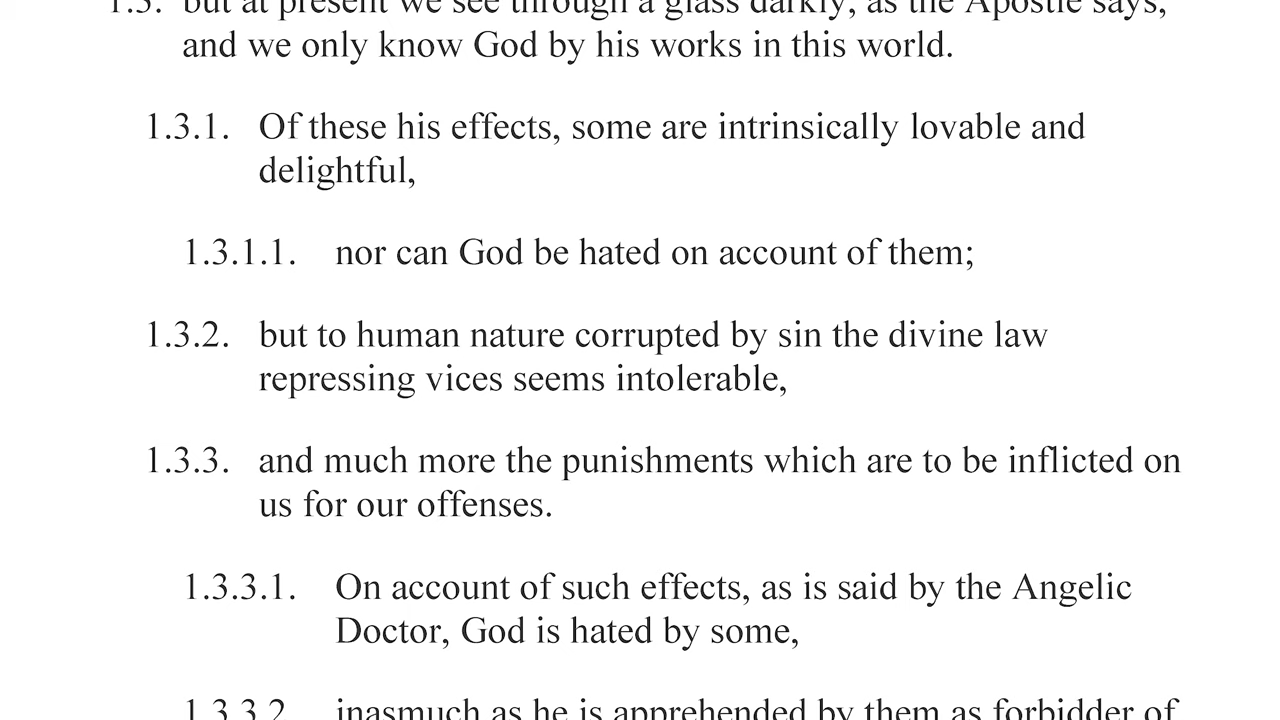 1.3. but at present we see through a glass darkly, as the Apostle says,
and we only know God by his works in this world.
1.3.1. Of these his effects, some are intrinsically lovable and
delightful,
1.3.1.1. nor can God be hated on account of them;
1.3.2. but to human nature corrupted by sin the divine law
repressing vices seems intolerable,
1.3.3. and much more the punishments which are to be inflicted on
us for our offenses.
1.3.3.1. On account of such effects, as is said by the Angelic
Doctor, God is hated by some,
1.3.3.2. inasmuch as he is apprehended by them as forbidder of